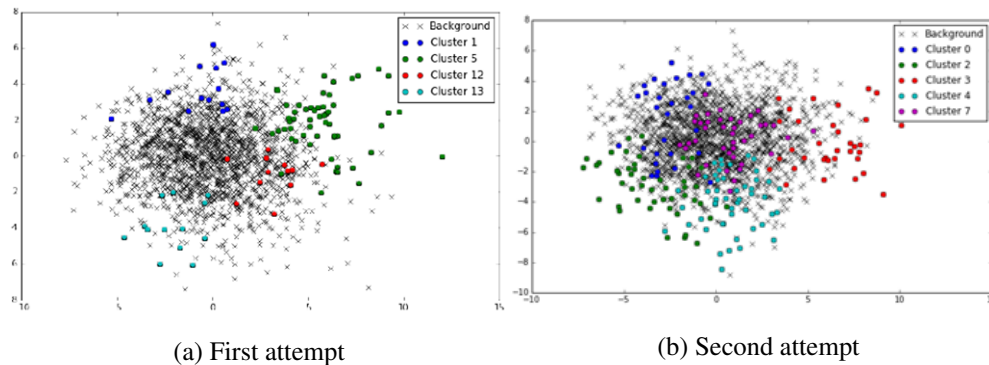 8
6
4
2
0
2
4
6
8
-10
-5
0
5
10
15
Background
Cluster 1
Cluster 5
Cluster 12
Cluster 13
(a) First attempt
8
6
4
2
0
−2
−4
−6
−8
−10
−10
−5
0
5
10
Background
Cluster 0
Cluster 2
Cluster 3
Cluster 4
Cluster 7
(b) Second attempt